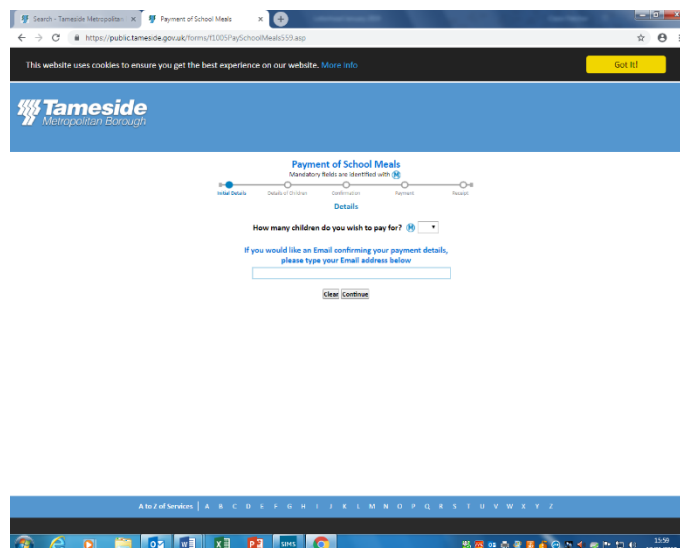 Search - Tameside Metropolitan
Payment of School Meals
https://public.tameside.gov.uk/forms/f1005PaySchoolMeals559.asp
This website uses cookies to ensure you get the best experience on our website. More info
Got It!
Tameside
Metropolitan Borough
Payment of School Meals
Mandatory fields are identified with M
Initial Details Details of Children Confirmation Payment Receipt
Details
How many children do you wish to pay for? M
If you would like an Email confirming your payment details,
please type your Email address below
Clear Continue
A to Z of Services | A B C D E F G H I J K L M N O P Q R S T U V W X Y Z
SIMS
15:59